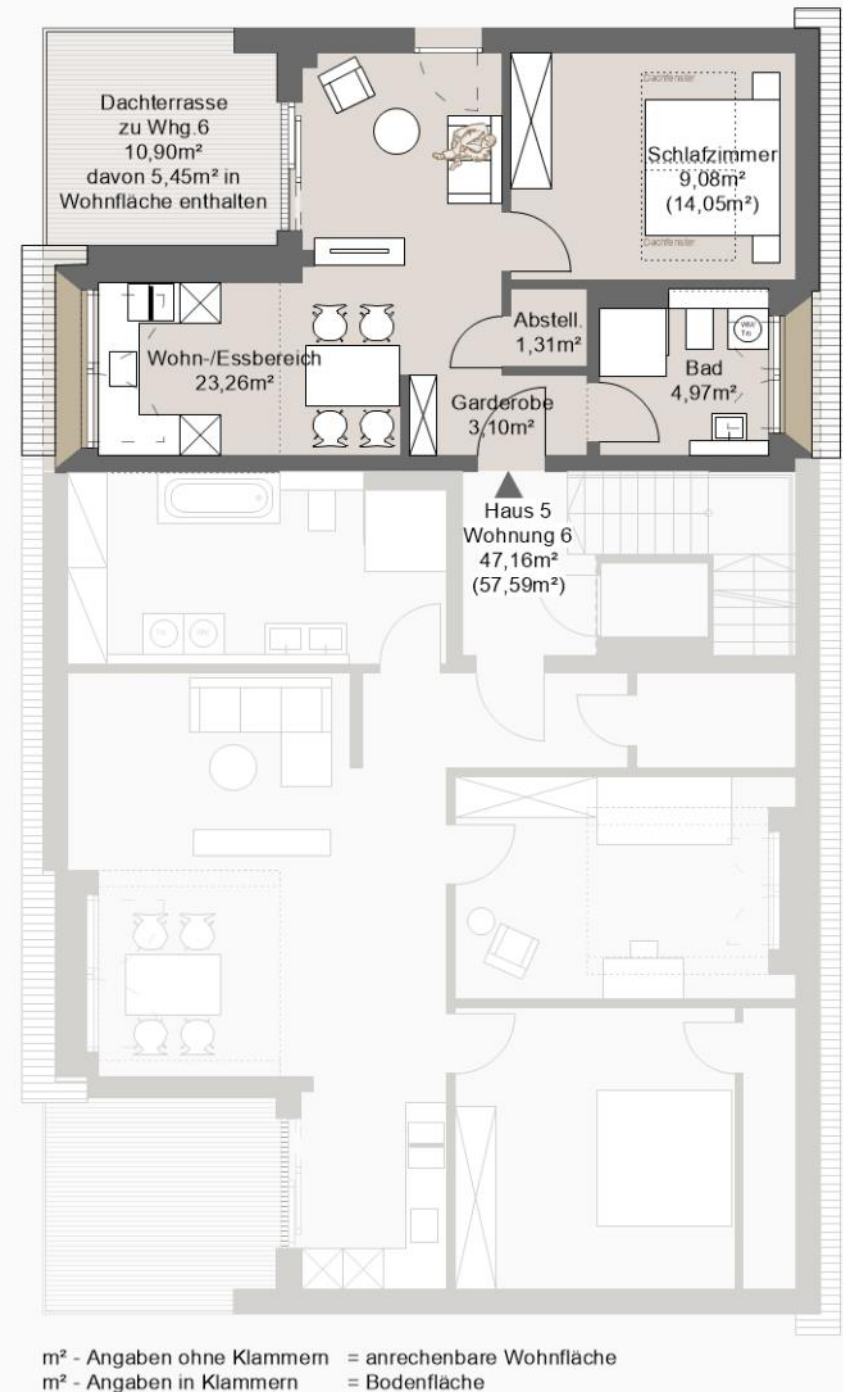 Dachterrasse
zu Whg.6
10,90m²
davon 5,45m² in
Wohnfläche enthalten
Dachfenster
Schlafzimmer
9,08m²
(14,05m²)
Dachfenster
Wohn-/Essbereich
23,26m²
Abstell.
1,31m²
Bad
4,97m²
Garderobe
3,10m²
Haus 5
Wohnung 6
47,16m²
(57,59m²)
m² - Angaben ohne Klammern = anrechenbare Wohnfläche
m² - Angaben in Klammern = Bodenfläche